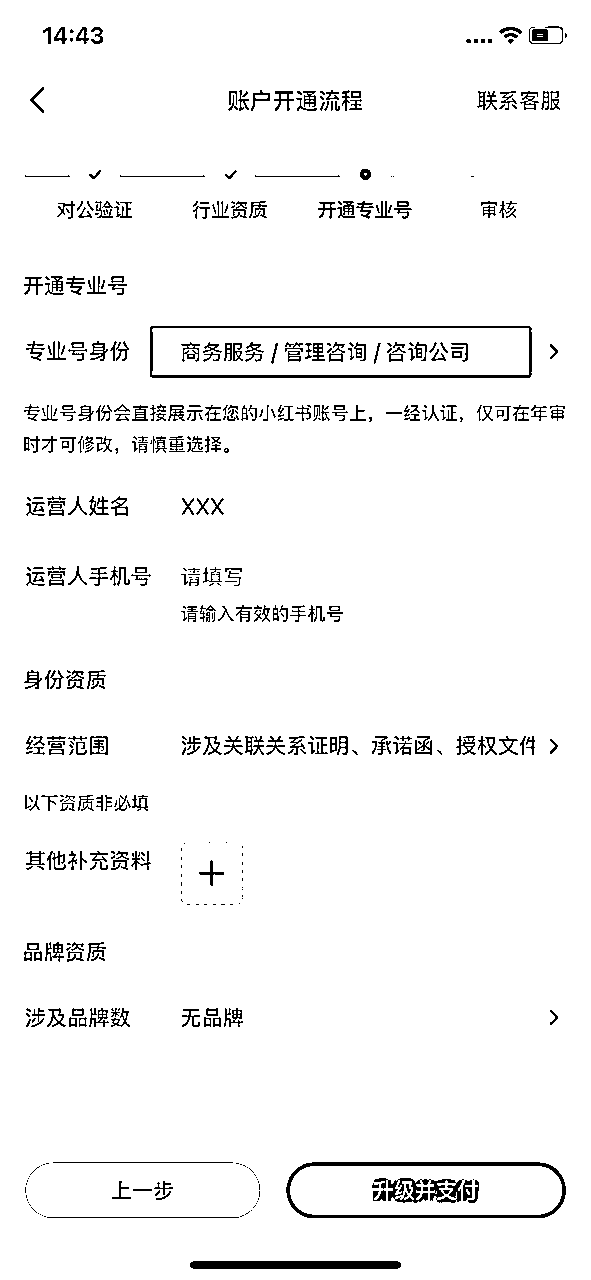 14:43
账户开通流程
联系客服
对公验证
行业资质
开通专业号
审核
开通专业号
专业号身份
商务服务 / 管理咨询 / 咨询公司
专业号身份会直接展示在您的小红书账号上，一经认证，仅可在年审
时才可修改，请慎重选择。
运营人姓名
XXX
运营人手机号
请填写
请输入有效的手机号
身份资质
经营范围
涉及关联关系证明、承诺函、授权文件
以下资质非必填
其他补充资料
品牌资质
涉及品牌数
无品牌
上一步
升级并支付